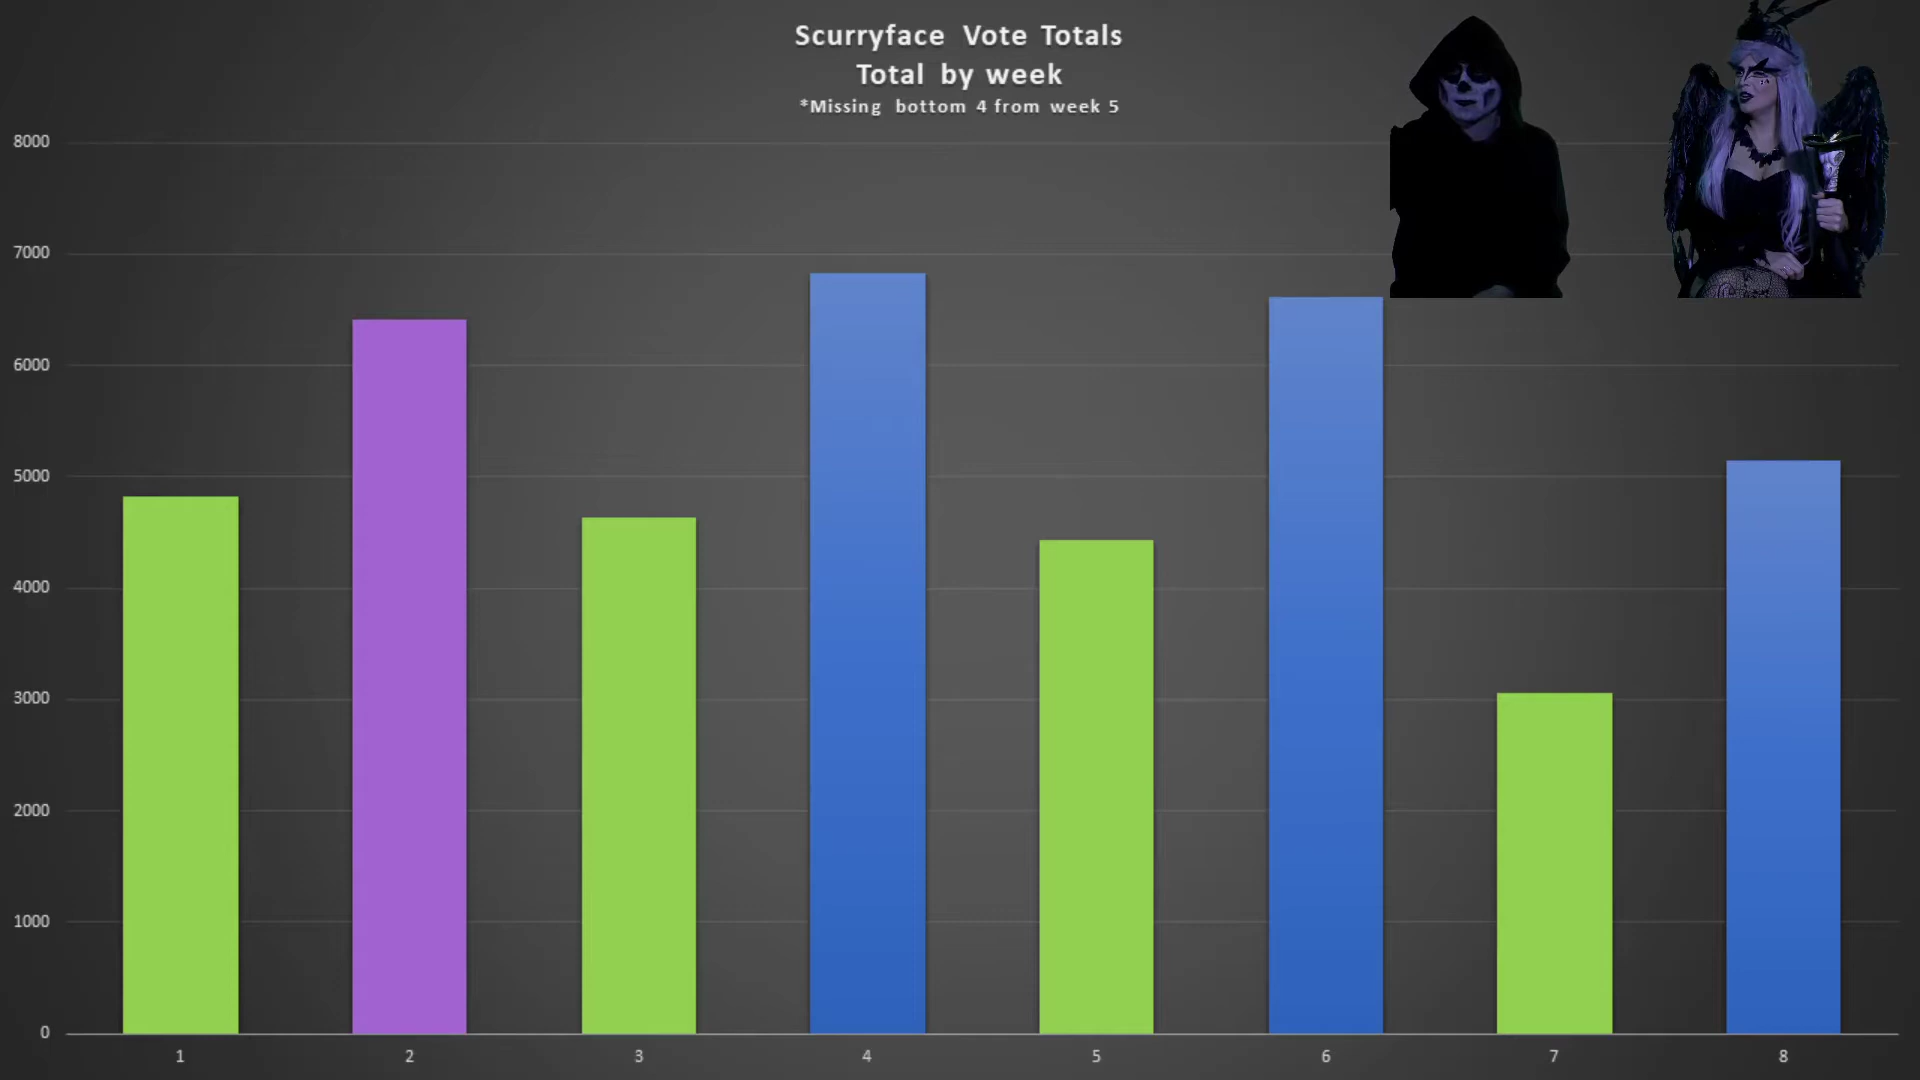 Scurryface Vote Totals
Total by week
*Missing bottom 4 from week 5
8000
7000
6000
5000
4000
3000
2000
1000
0
1 2 3 4 5 6 7 8